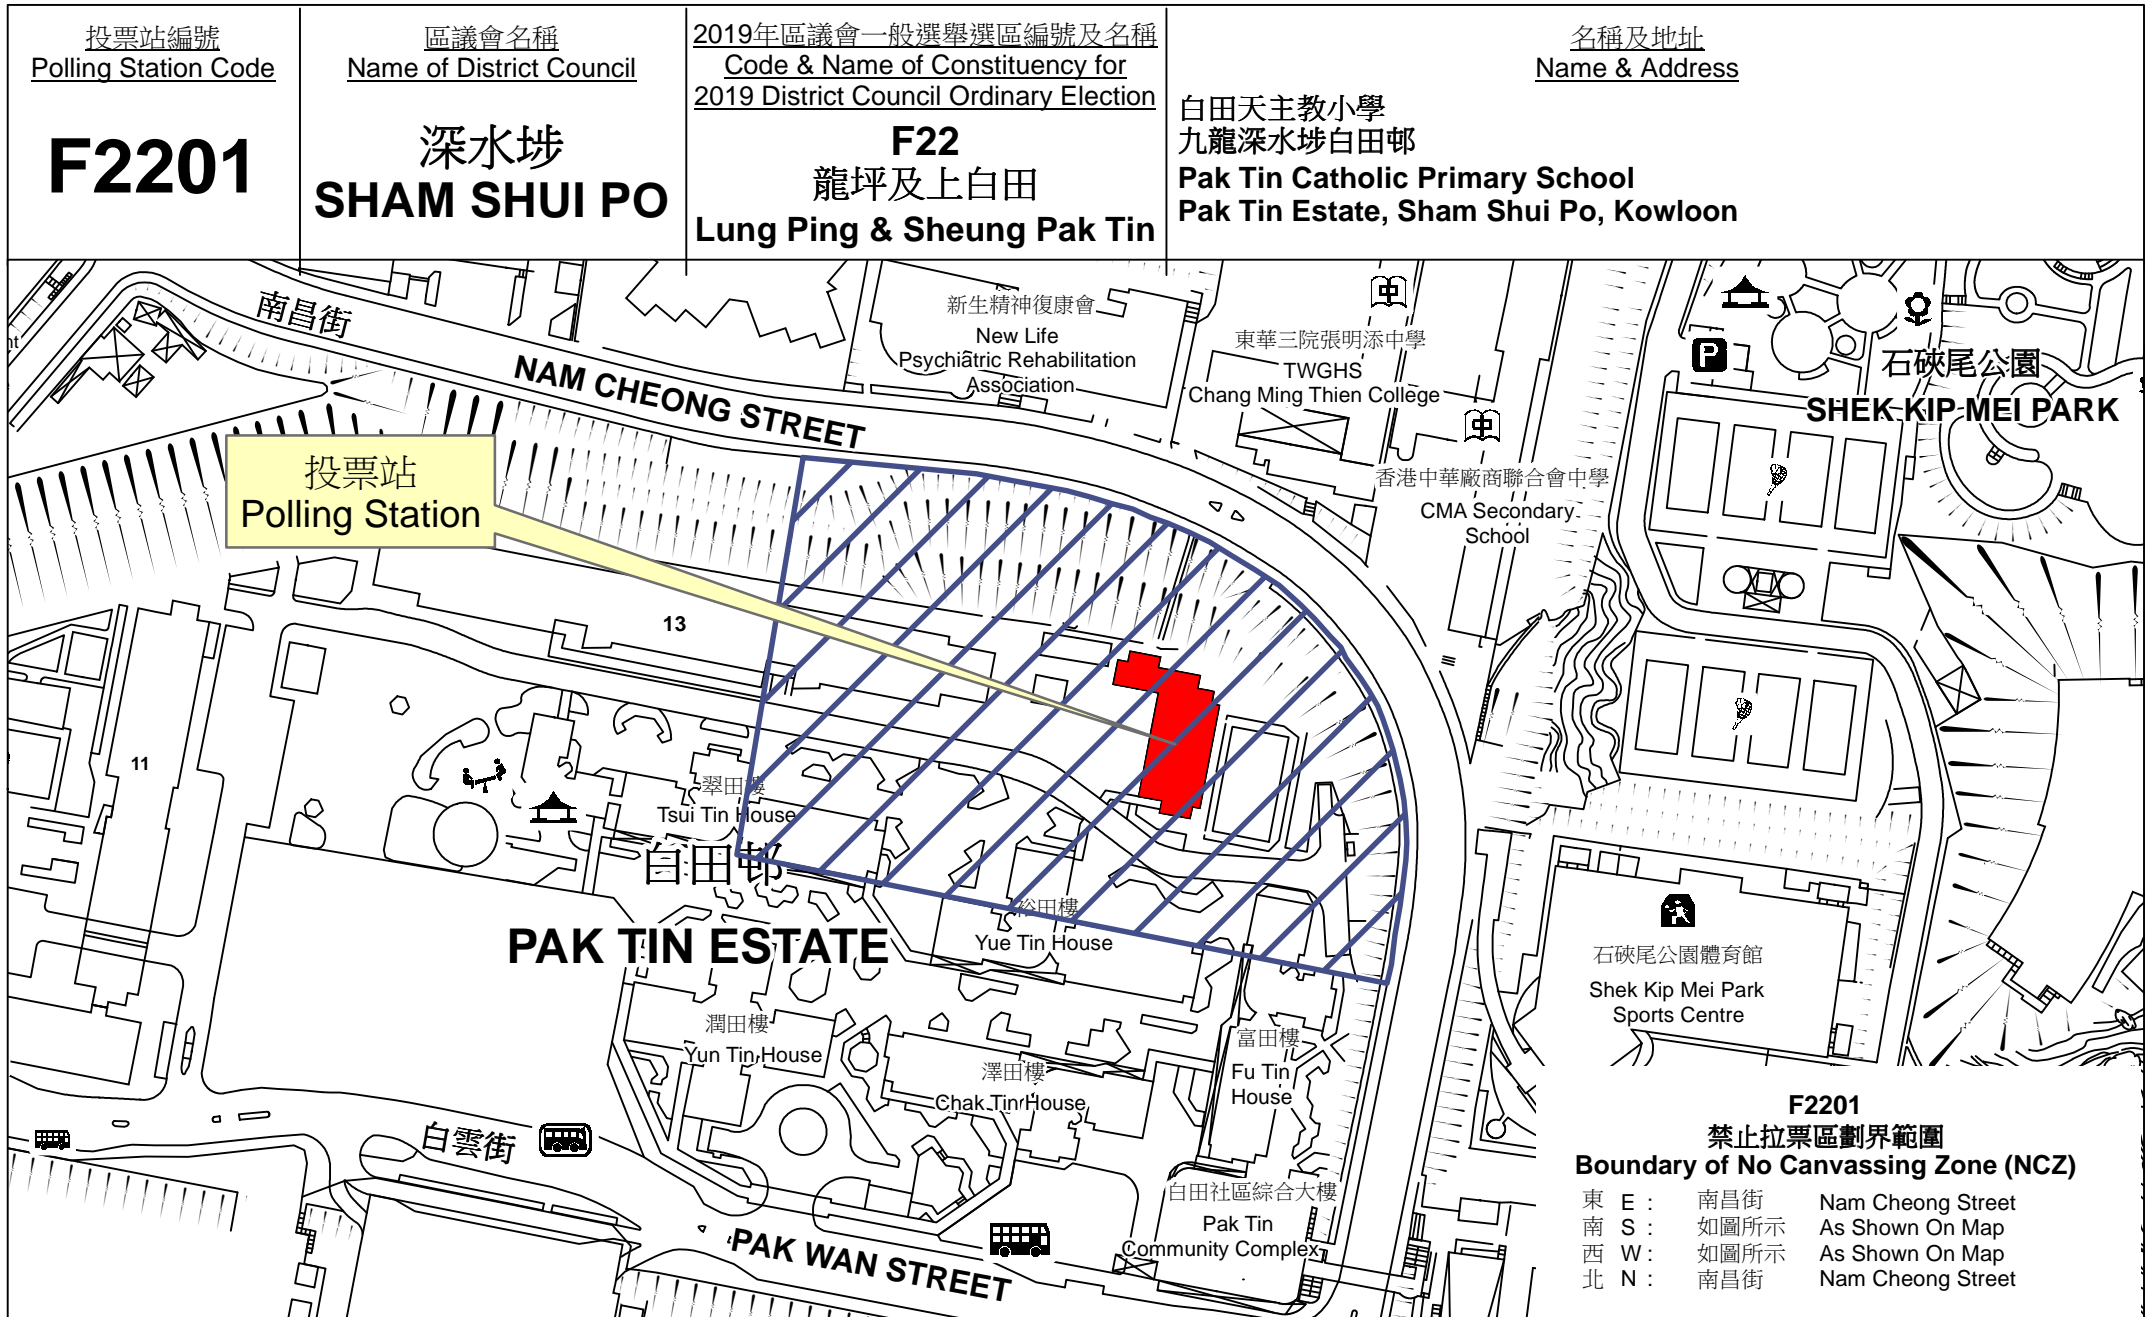 投票站編號
Polling Station Code
F2201
區議會名稱
Name of District Council
深水埗
SHAM SHUI PO
2019年區議會一般選舉選區編號及名稱
Code & Name of Constituency for
2019 District Council Ordinary Election
F22
龍坪及上白田
Lung Ping & Sheung Pak Tin
名稱及地址
Name & Address
白田天主教小學
九龍深水埗白田邨
Pak Tin Catholic Primary School
Pak Tin Estate, Sham Shui Po, Kowloon
南昌街
NAM CHEONG STREET
新生精神復康會
New Life
Psychiatric Rehabilitation
Association
東華三院張明添中學
TWGHS
Chang Ming Thien College
中
中
香港中華廠商聯合會中學
CMA Secondary
School
P
石硤尾公園
SHEK KIP MEI PARK
投票站
Polling Station
13
11
翠田樓
Tsui Tin House
白田邨
PAK TIN ESTATE
裕田樓
Yue Tin House
潤田樓
Yun Tin House
澤田樓
Chak Tin House
富田樓
Fu Tin
House
石硤尾公園體育館
Shek Kip Mei Park
Sports Centre
白雲街
PAK WAN STREET
白田社區綜合大樓
Pak Tin
Community Complex
F2201
禁止拉票區劃界範圍
Boundary of No Canvassing Zone (NCZ)
東 E : 南昌街 Nam Cheong Street
南 S : 如圖所示 As Shown On Map
西 W : 如圖所示 As Shown On Map
北 N : 南昌街 Nam Cheong Street